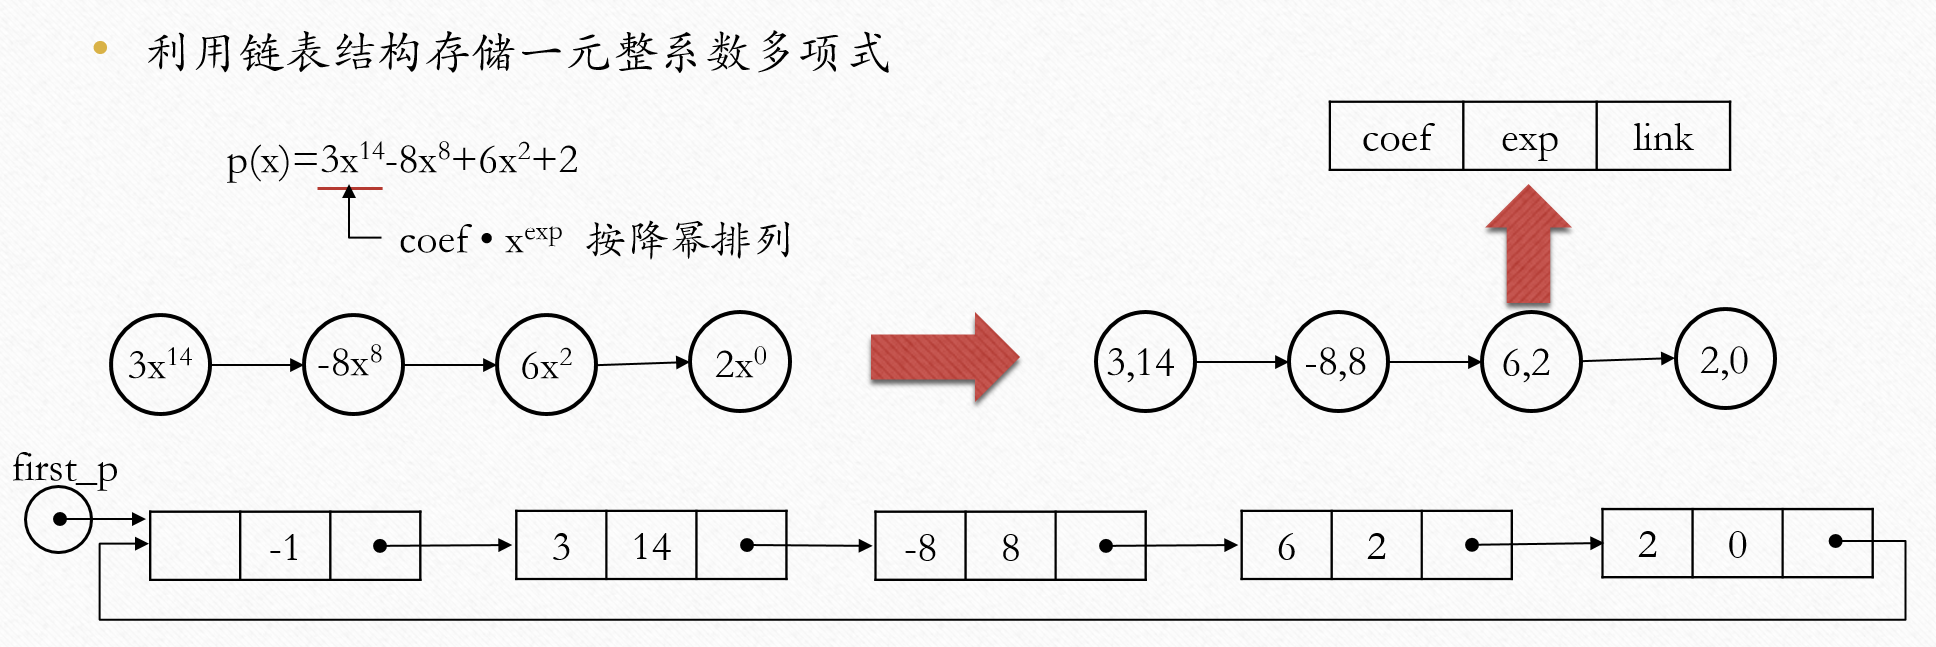 利用链表结构存储一元整系数多项式
p(x)=3x¹⁴-8x⁸+6x²+2
coef • xᵉˣᵖ 按降幂排列
coef exp link
3x¹⁴ -8x⁸ 6x² 2x⁰
3,14 -8,8 6,2 2,0
first_p
-1 3 14 -8 8 6 2 2 0